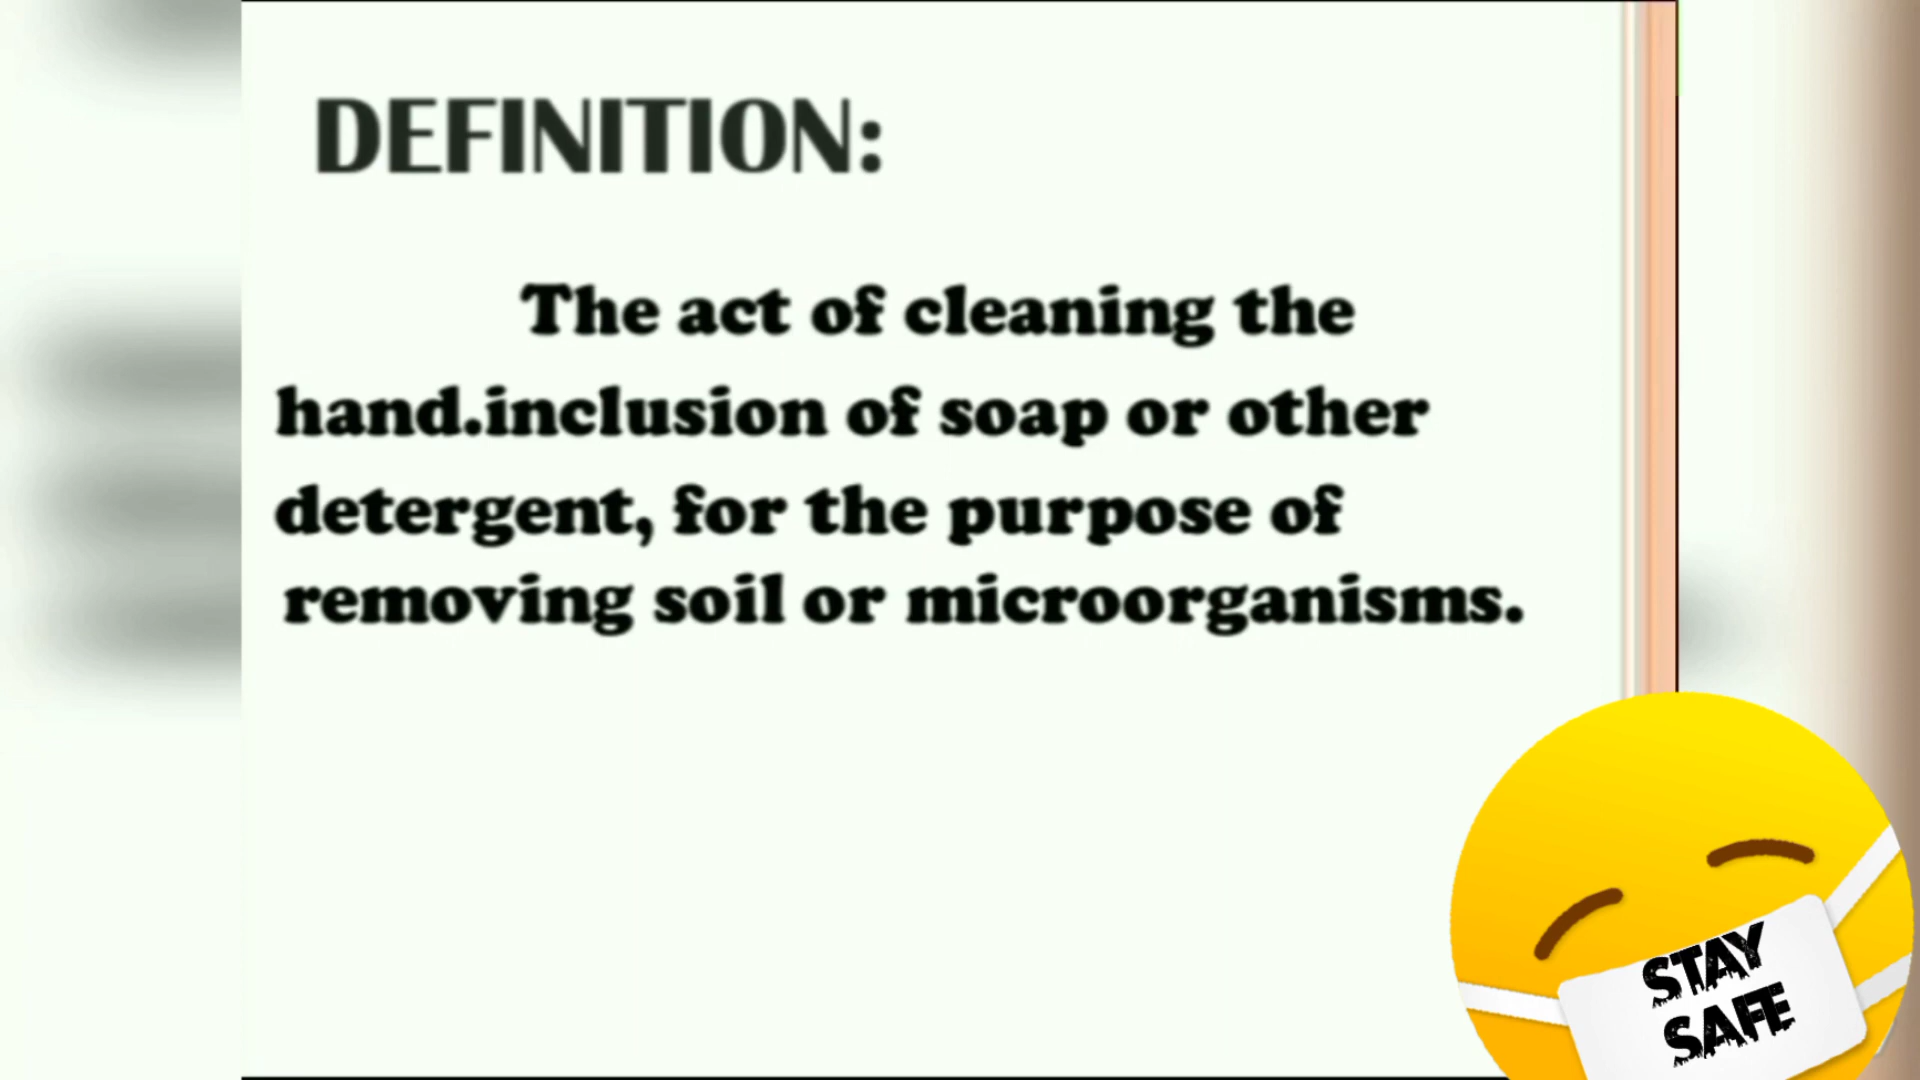 DEFINITION:
The act of cleaning the
hand.inclusion of soap or other
detergent, for the purpose of
removing soil or microorganisms.
STAY
SAFE